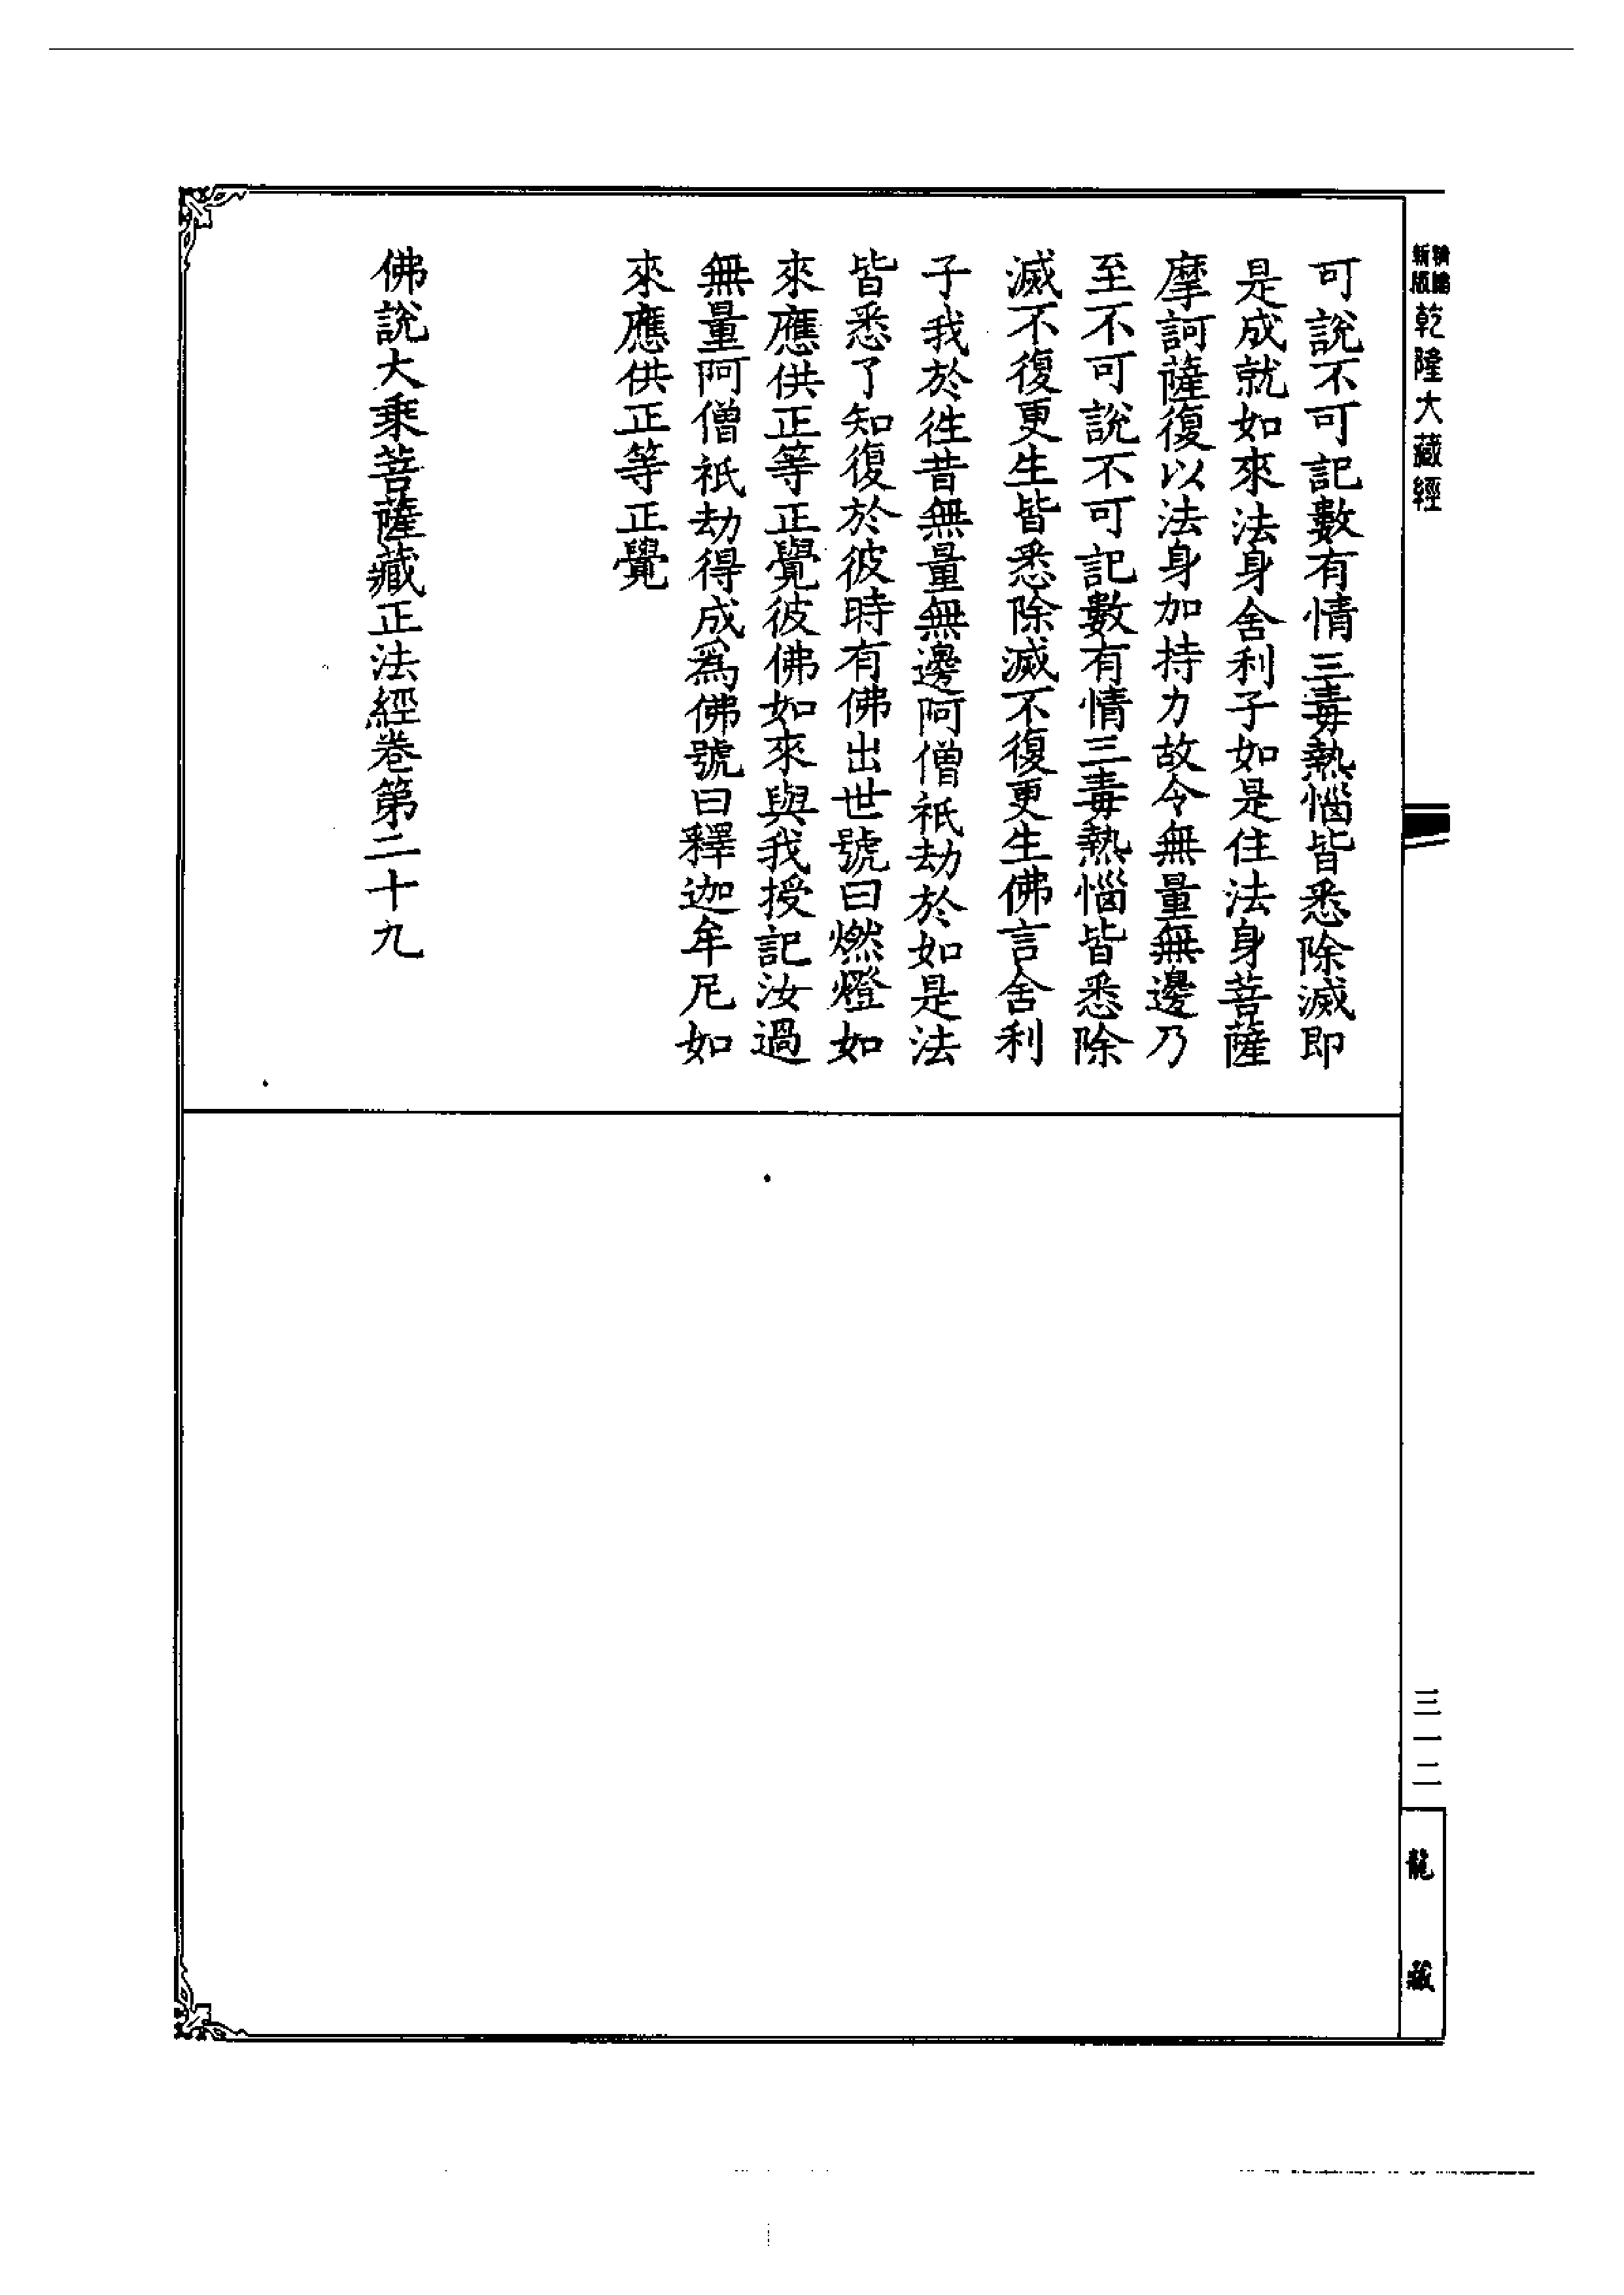 新版精縮乾隆大藏經
可說不可記數有情三毒熱惱皆悉除滅即
是成就如來法身舍利子如是住法身菩薩
摩訶薩復以法身加持力故令無量無邊乃
至不可說不可記數有情三毒熱惱皆悉除
滅不復更生皆悉除滅不復更生佛言舍利
子我於徃昔無量無邊阿僧祇劫於如是法
皆悉了知復於彼時有佛出世號曰燃燈如
來應供正等正覺彼佛如來與我授記汝過
無量阿僧祇劫得成爲佛號曰釋迦牟尼如
來應供正等正覺
佛說大乘菩薩藏正法經卷第二十九
三一二
龍藏